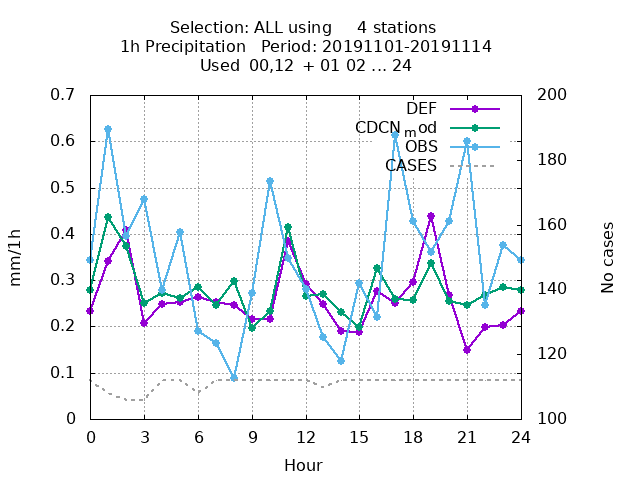 Selection: ALL using 4 stations
1h Precipitation Period: 20191101-20191114
Used 00,12 + 01 02 ... 24
0.7
0.6
0.5
0.4
0.3
0.2
0.1
0
mm/1h
DEF
CDCN mod
OBS
CASES
200
180
160
140
120
100
No cases
0 3 6 9 12 15 18 21 24
Hour